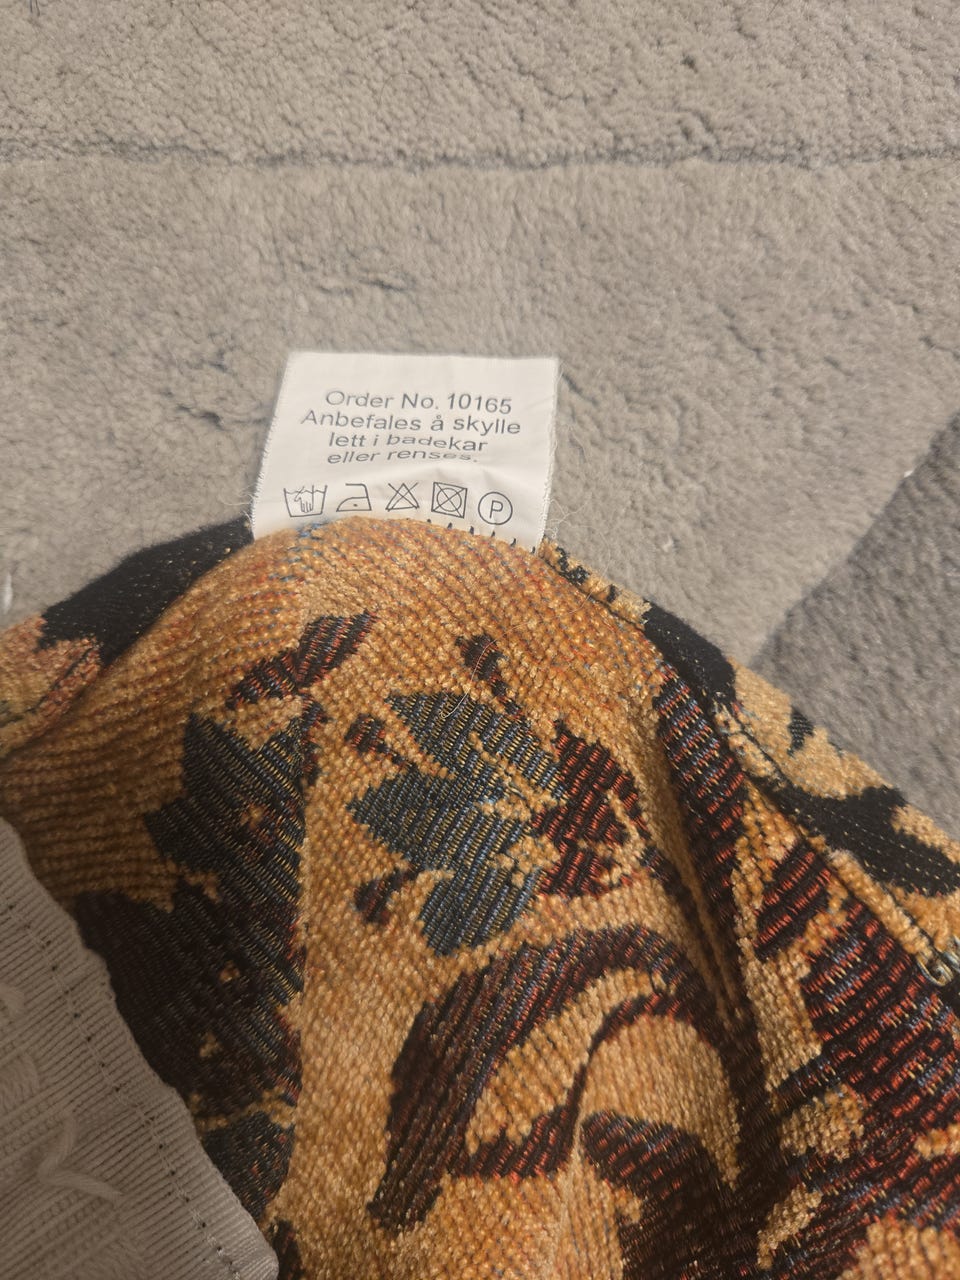 Order No. 10165
Anbefales å skylle
lett i badekar
eller renses.
P